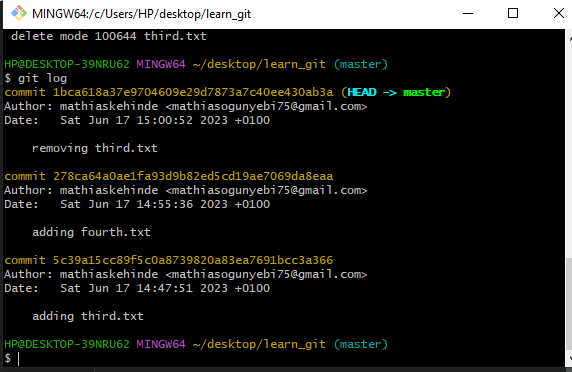 MINGW64:/c/Users/HP/desktop/learn_git
delete mode 100644 third.txt
HP@DESKTOP-39NRU62 MINGW64 ~/desktop/learn_git (master)
$ git log
commit 1bca618a37e9704609e29d7873a7c40ee430ab3a (HEAD -> master)
Author: mathiaskehinde <mathiasogunyebi75@gmail.com>
Date:   Sat Jun 17 15:00:52 2023 +0100
removing third.txt
commit 278ca64a0ae1fa93d9b82ed5cd19ae7069da8eaa
Author: mathiaskehinde <mathiasogunyebi75@gmail.com>
Date:   Sat Jun 17 14:55:36 2023 +0100
adding fourth.txt
commit 5c39a15cc89f5c0a8739820a83ea7691bcc3a366
Author: mathiaskehinde <mathiasogunyebi75@gmail.com>
Date:   Sat Jun 17 14:47:51 2023 +0100
adding third.txt
HP@DESKTOP-39NRU62 MINGW64 ~/desktop/learn_git (master)
$